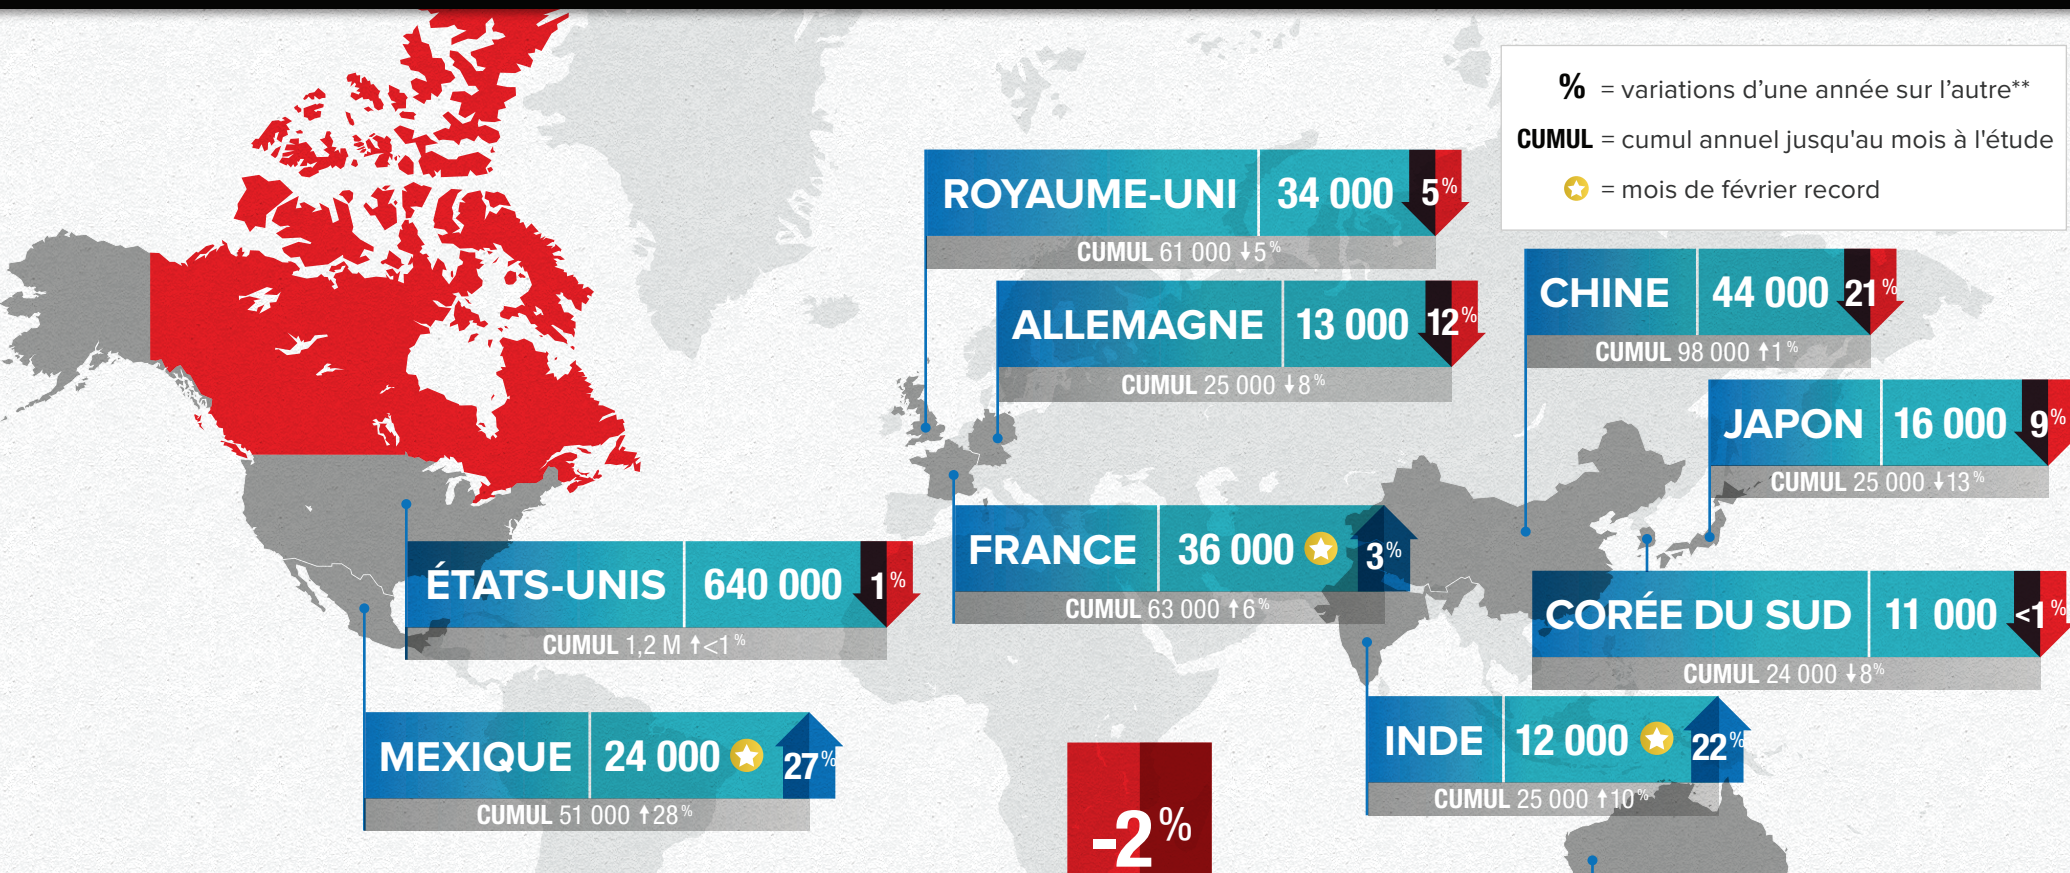 % = variations d'une année sur l'autre**
CUMUL = cumul annuel jusqu'au mois à l'étude
= mois de février record
ROYAUME-UNI 34 000 5%
CUMUL 61 000 ↓5%
ALLEMAGNE 13 000 12%
CUMUL 25 000 ↓8%
CHINE 44 000 21%
CUMUL 98 000 ↑1%
JAPON 16 000 9%
CUMUL 25 000 ↓13%
FRANCE 36 000 3%
CUMUL 63 000 ↑6%
ÉTATS-UNIS 640 000 1%
CUMUL 1,2 M ↑<1%
CORÉE DU SUD 11 000 <1%
CUMUL 24 000 ↓8%
MEXIQUE 24 000 27%
CUMUL 51 000 ↑28%
INDE 12 000 22%
CUMUL 25 000 ↑10%
-2%